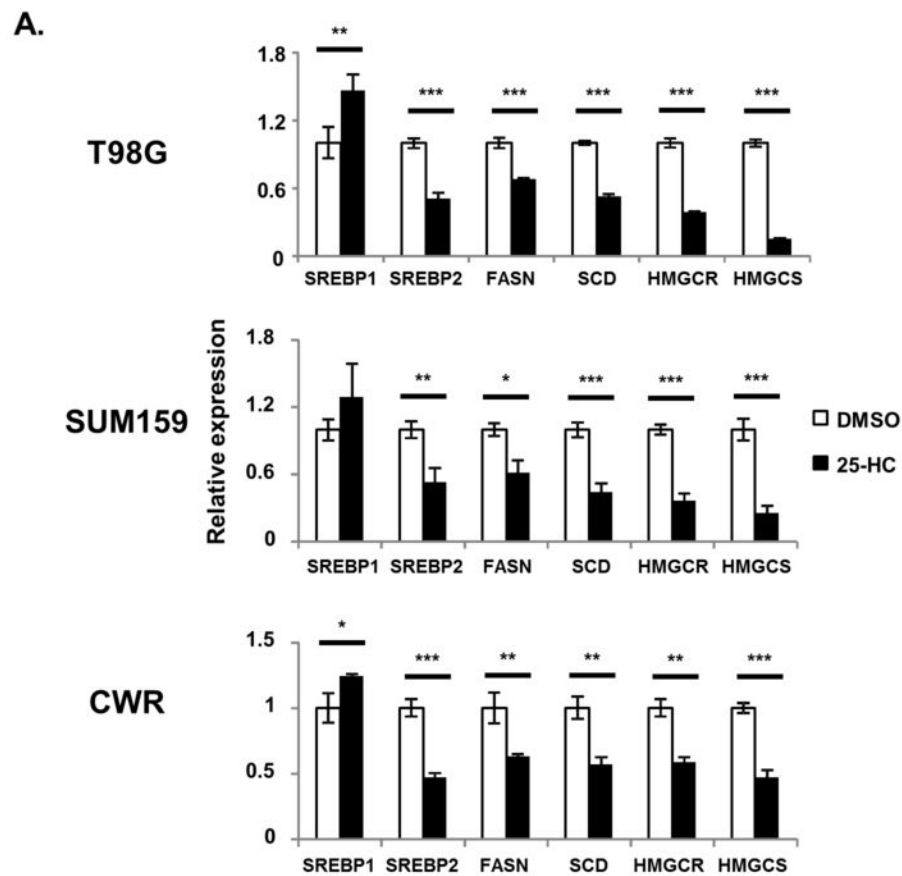 A.
T98G
1.8
1.2
0.6
0
** *** *** *** *** ***
SREBP1 SREBP2 FASN SCD HMGCR HMGCS
SUM159
Relative expression
1.8
1.2
0.6
0
** * *** *** ***
SREBP1 SREBP2 FASN SCD HMGCR HMGCS
DMSO
25-HC
CWR
1.5
1
0.5
0
* *** ** ** ** ***
SREBP1 SREBP2 FASN SCD HMGCR HMGCS